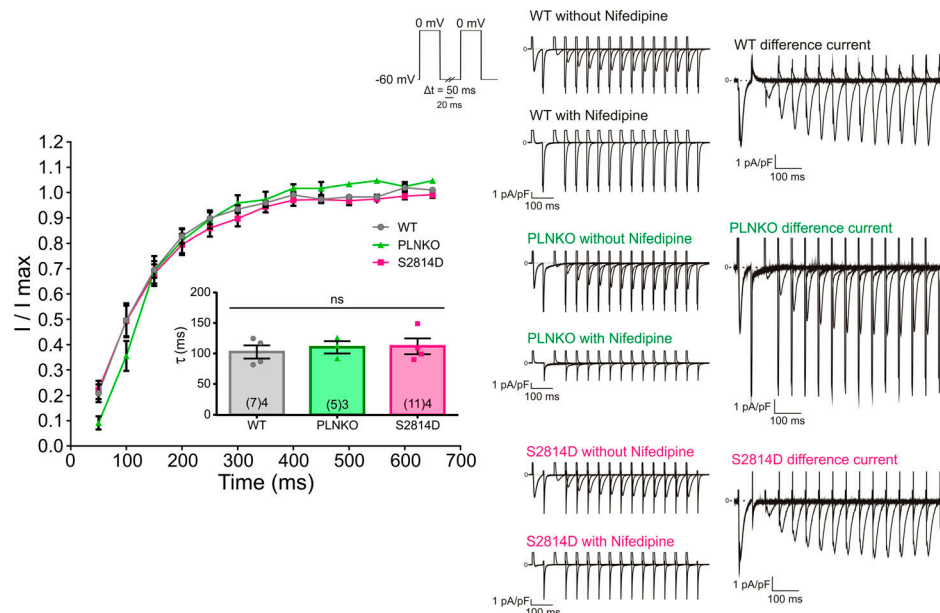 0 mV 0 mV
-60 mV
Δt = 50 ms
20 ms
I / I max
1.2
1.1
1.0
0.9
0.8
0.7
0.6
0.5
0.4
0.3
0.2
0.1
0.0
0 100 200 300 400 500 600 700
Time (ms)
WT
PLNKO
S2814D
ns
τ (ms)
200
150
100
50
0
(7)4 (5)3 (11)4
WT PLNKO S2814D
WT without Nifedipine
0
WT with Nifedipine
0
1 pA/pF
100 ms
WT difference current
0
1 pA/pF
100 ms
PLNKO without Nifedipine
0
PLNKO with Nifedipine
0
1 pA/pF
100 ms
PLNKO difference current
0
1 pA/pF
100 ms
S2814D without Nifedipine
0
S2814D with Nifedipine
0
1 pA/pF
100 ms
S2814D difference current
0
1 pA/pF
100 ms